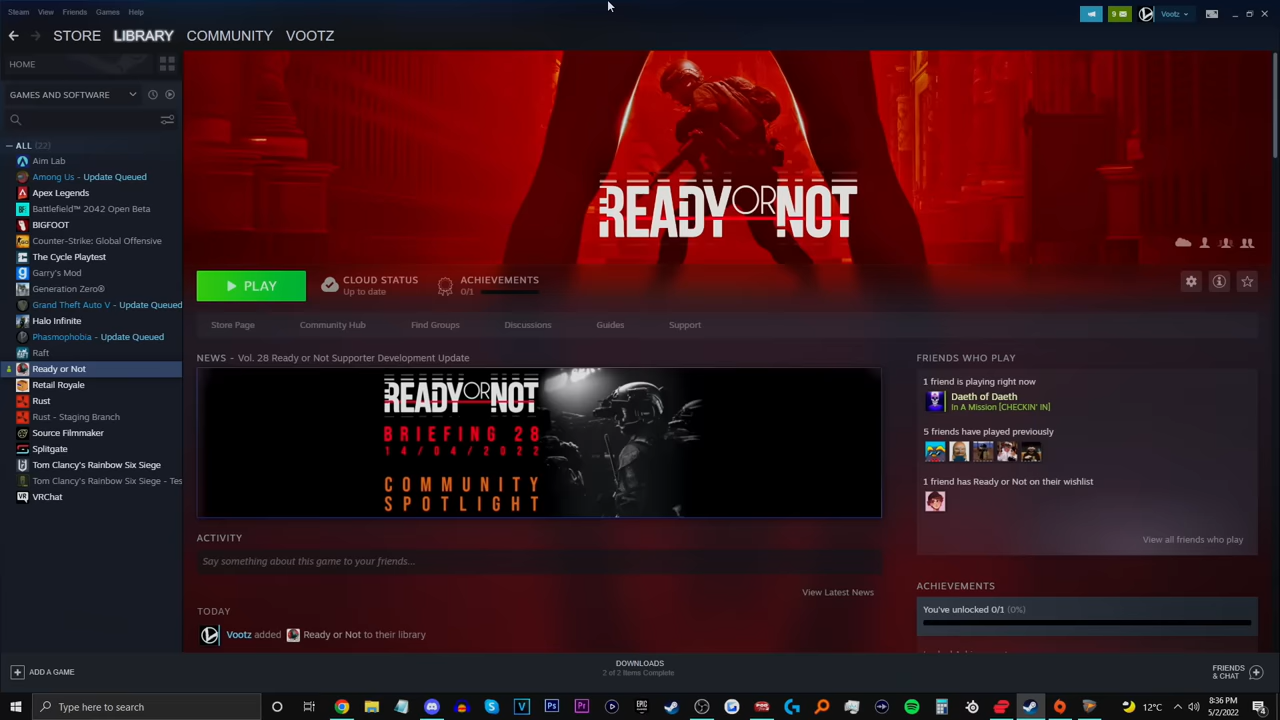 Steam View Friends Games Help
9
Vootz
STORE LIBRARY COMMUNITY VOOTZ
HOME
GAMES AND SOFTWARE
ALL (22)
Aim Lab
Among Us - Update Queued
Apex Legends
Battlefield™ 2042 Open Beta
BIGFOOT
Counter-Strike: Global Offensive
The Cycle Playtest
Garry's Mod
Generation Zero®
Grand Theft Auto V - Update Queued
Halo Infinite
Phasmophobia - Update Queued
Raft
Ready or Not
Retail Royale
Rust
Rust - Staging Branch
Source Filmmaker
Splitgate
Tom Clancy's Rainbow Six Siege
Tom Clancy's Rainbow Six Siege - Tes
VRChat
READY OR NOT
PLAY
CLOUD STATUS
Up to date
ACHIEVEMENTS
0/1
Store Page Community Hub Find Groups Discussions Guides Support
NEWS - Vol. 28 Ready or Not Supporter Development Update
READY OR NOT
BRIEFING 28
14/04/2022
COMMUNITY
SPOTLIGHT
ACTIVITY
Say something about this game to your friends...
View Latest News
TODAY
Vootz added Ready or Not to their library
FRIENDS WHO PLAY
1 friend is playing right now
Daeth of Daeth
In A Mission [CHECKIN' IN]
5 friends have played previously
1 friend has Ready or Not on their wishlist
View all friends who play
ACHIEVEMENTS
You've unlocked 0/1 (0%)
ADD A GAME
DOWNLOADS
2 of 2 Items Complete
FRIENDS
& CHAT
Type here to search
12°C
8:36 PM
5/2/2022